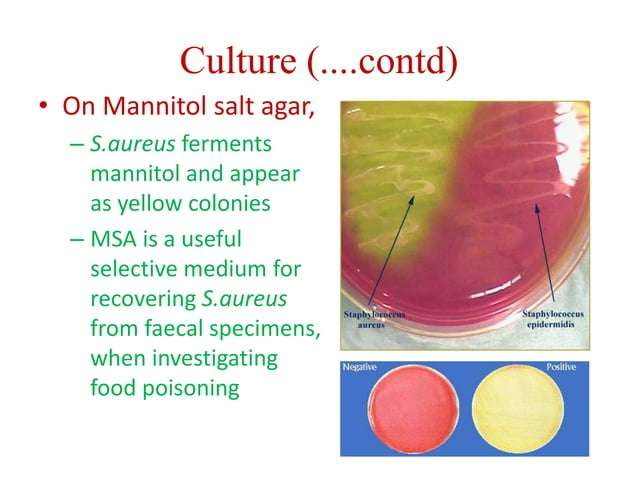 Culture (....contd)
• On Mannitol salt agar,
– S.aureus ferments
mannitol and appear
as yellow colonies
– MSA is a useful
selective medium for
recovering S.aureus
from faecal specimens,
when investigating
food poisoning
Staphylococcus
aureus
Staphylococcus
epidermidis
Negative
Positive